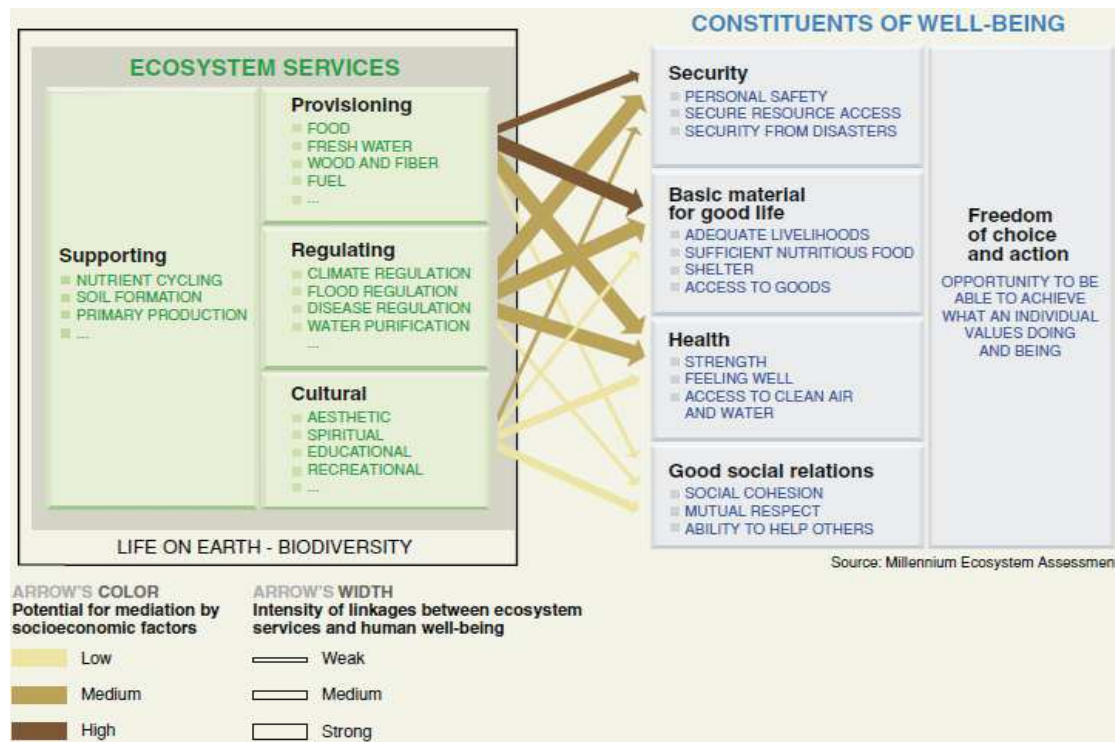 CONSTITUENTS OF WELL-BEING
ECOSYSTEM SERVICES
Supporting
NUTRIENT CYCLING
SOIL FORMATION
PRIMARY PRODUCTION
...
Provisioning
FOOD
FRESH WATER
WOOD AND FIBER
FUEL
...
Regulating
CLIMATE REGULATION
FLOOD REGULATION
DISEASE REGULATION
WATER PURIFICATION
...
Cultural
AESTHETIC
SPIRITUAL
EDUCATIONAL
RECREATIONAL
...
LIFE ON EARTH - BIODIVERSITY
Security
PERSONAL SAFETY
SECURE RESOURCE ACCESS
SECURITY FROM DISASTERS
Basic material
for good life
ADEQUATE LIVELIHOODS
SUFFICIENT NUTRITIOUS FOOD
SHELTER
ACCESS TO GOODS
Health
STRENGTH
FEELING WELL
ACCESS TO CLEAN AIR
AND WATER
Good social relations
SOCIAL COHESION
MUTUAL RESPECT
ABILITY TO HELP OTHERS
Freedom
of choice
and action
OPPORTUNITY TO BE
ABLE TO ACHIEVE
WHAT AN INDIVIDUAL
VALUES DOING
AND BEING
Source: Millennium Ecosystem Assessmen
ARROW'S COLOR
Potential for mediation by
socioeconomic factors
Low
Medium
High
ARROW'S WIDTH
Intensity of linkages between ecosystem
services and human well-being
Weak
Medium
Strong